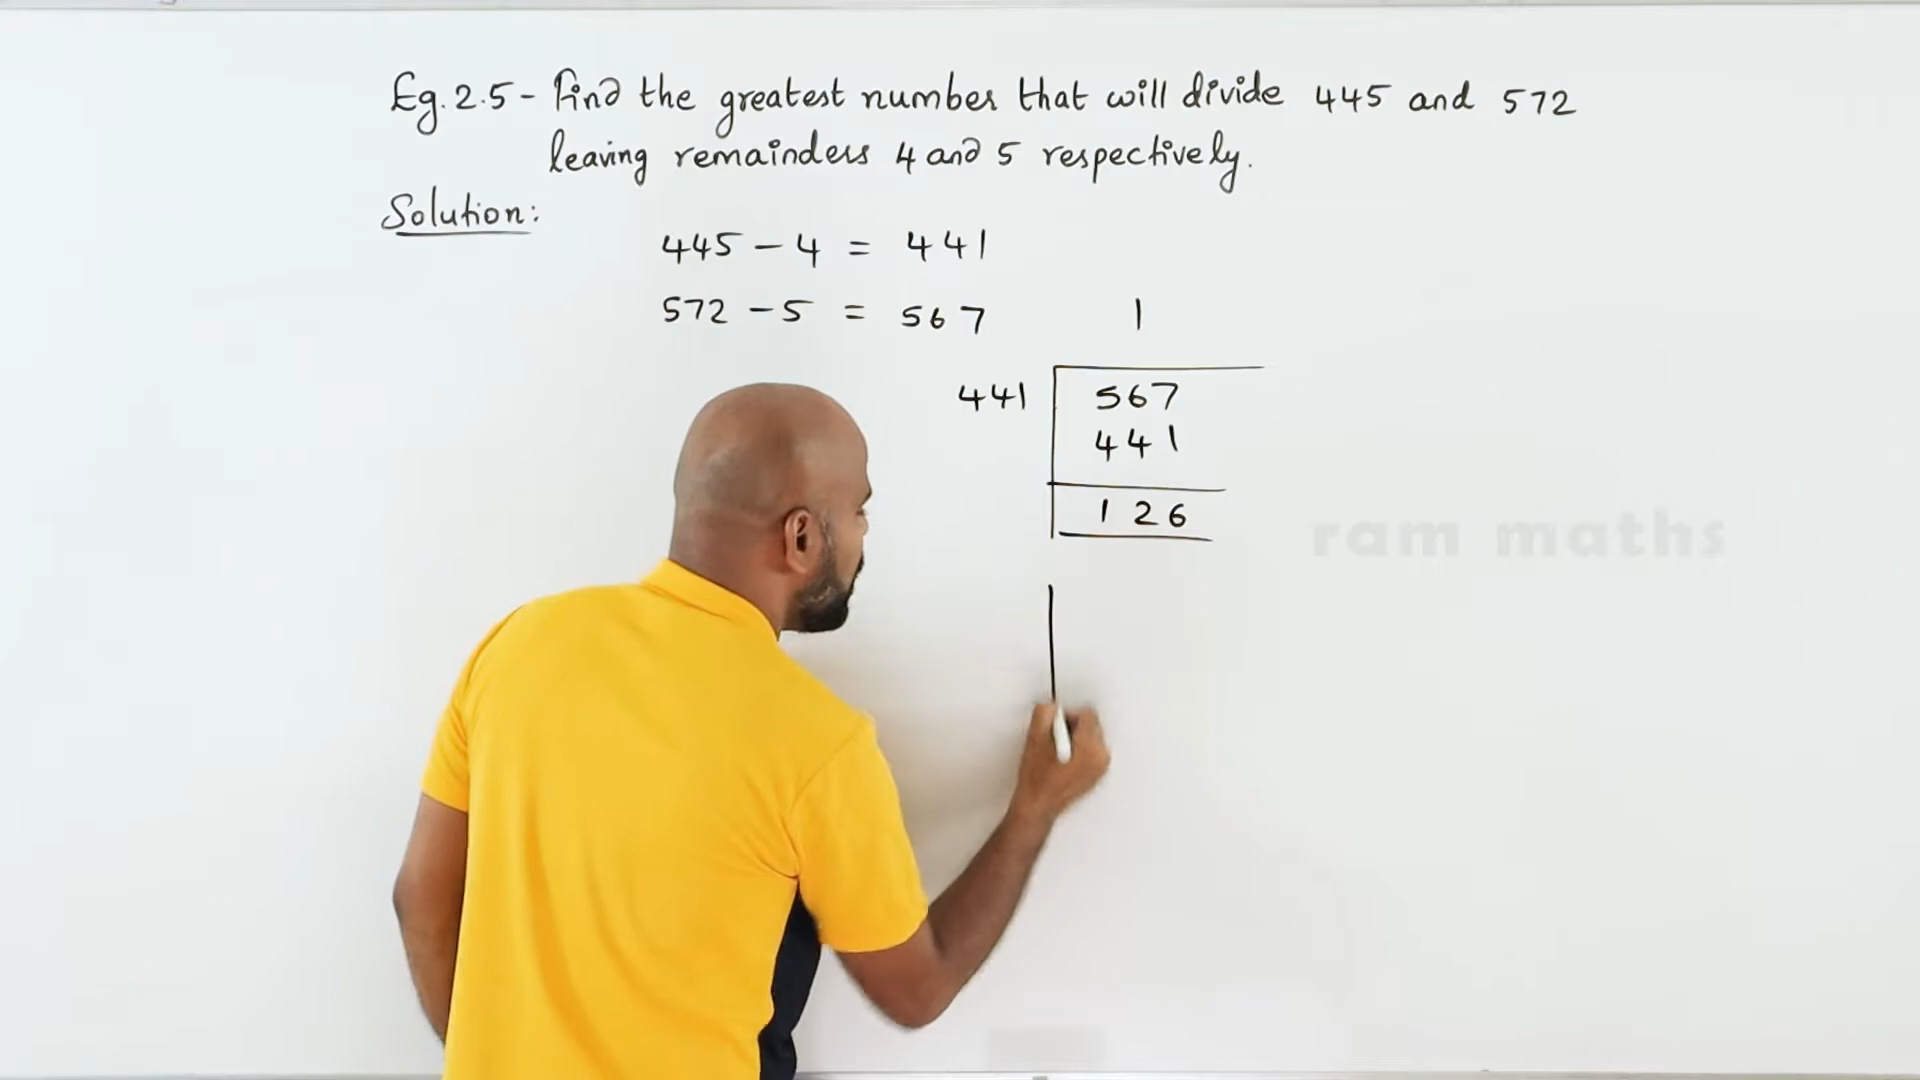 Eg. 2.5 - Find the greatest number that will divide 445 and 572
leaving remainders 4 and 5 respectively.
Solution:
445 - 4 = 441
572 - 5 = 567
1
441 567
441
126
ram maths